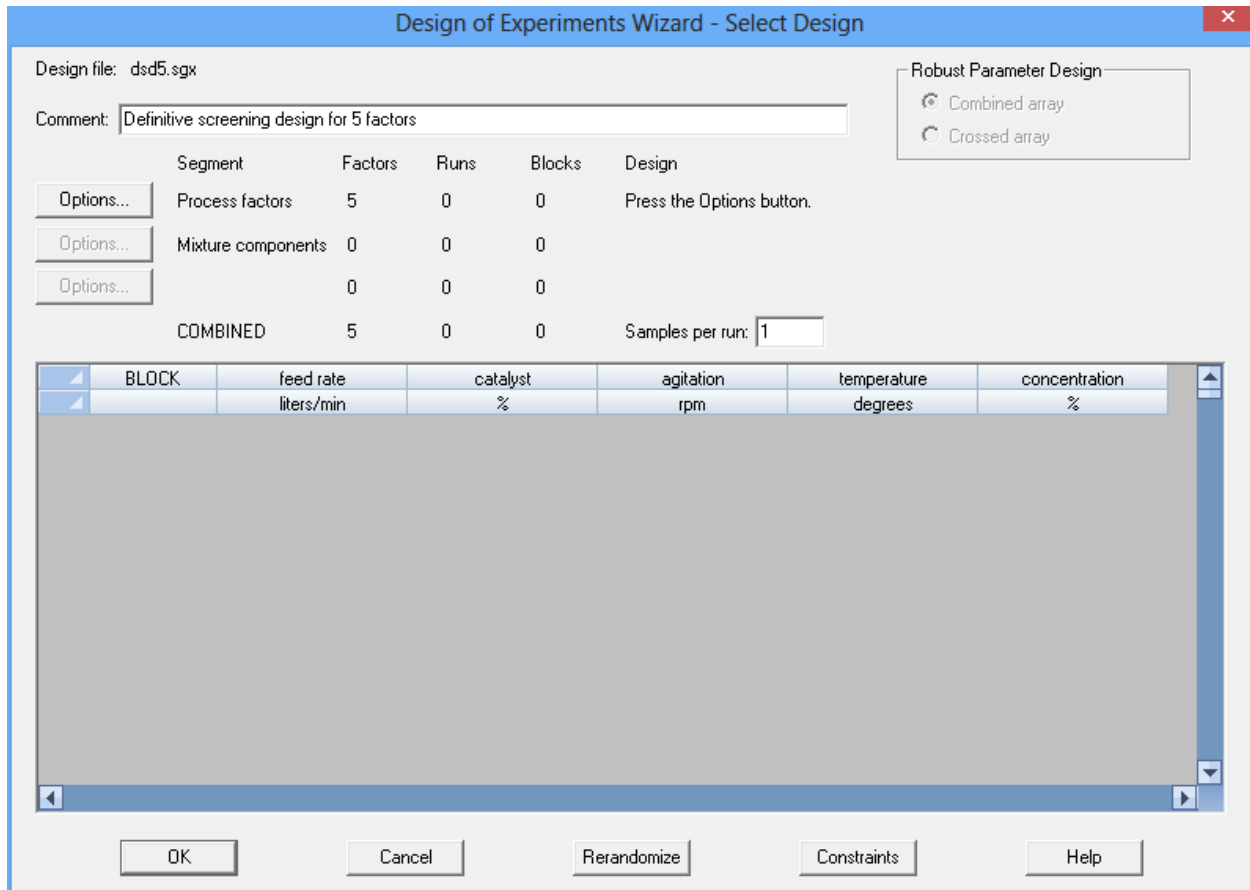 Design of Experiments Wizard - Select Design
Design file: dsd5.sgx
Robust Parameter Design
Combined array
Crossed array
Comment: Definitive screening design for 5 factors
Segment Factors Runs Blocks Design
Options... Process factors 5 0 0 Press the Options button.
Options... Mixture components 0 0 0
Options... 0 0 0
COMBINED 5 0 0 Samples per run: 1
BLOCK feed rate catalyst agitation temperature concentration
liters/min % rpm degrees %
OK Cancel Rerandomize Constraints Help